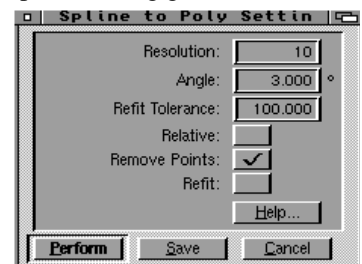 Spline to Poly Settin
Resolution: 10
Angle: 3.000 °
Refit Tolerance: 100.000
Relative:
Remove Points: ✓
Refit:
Help...
Perform Save Cancel